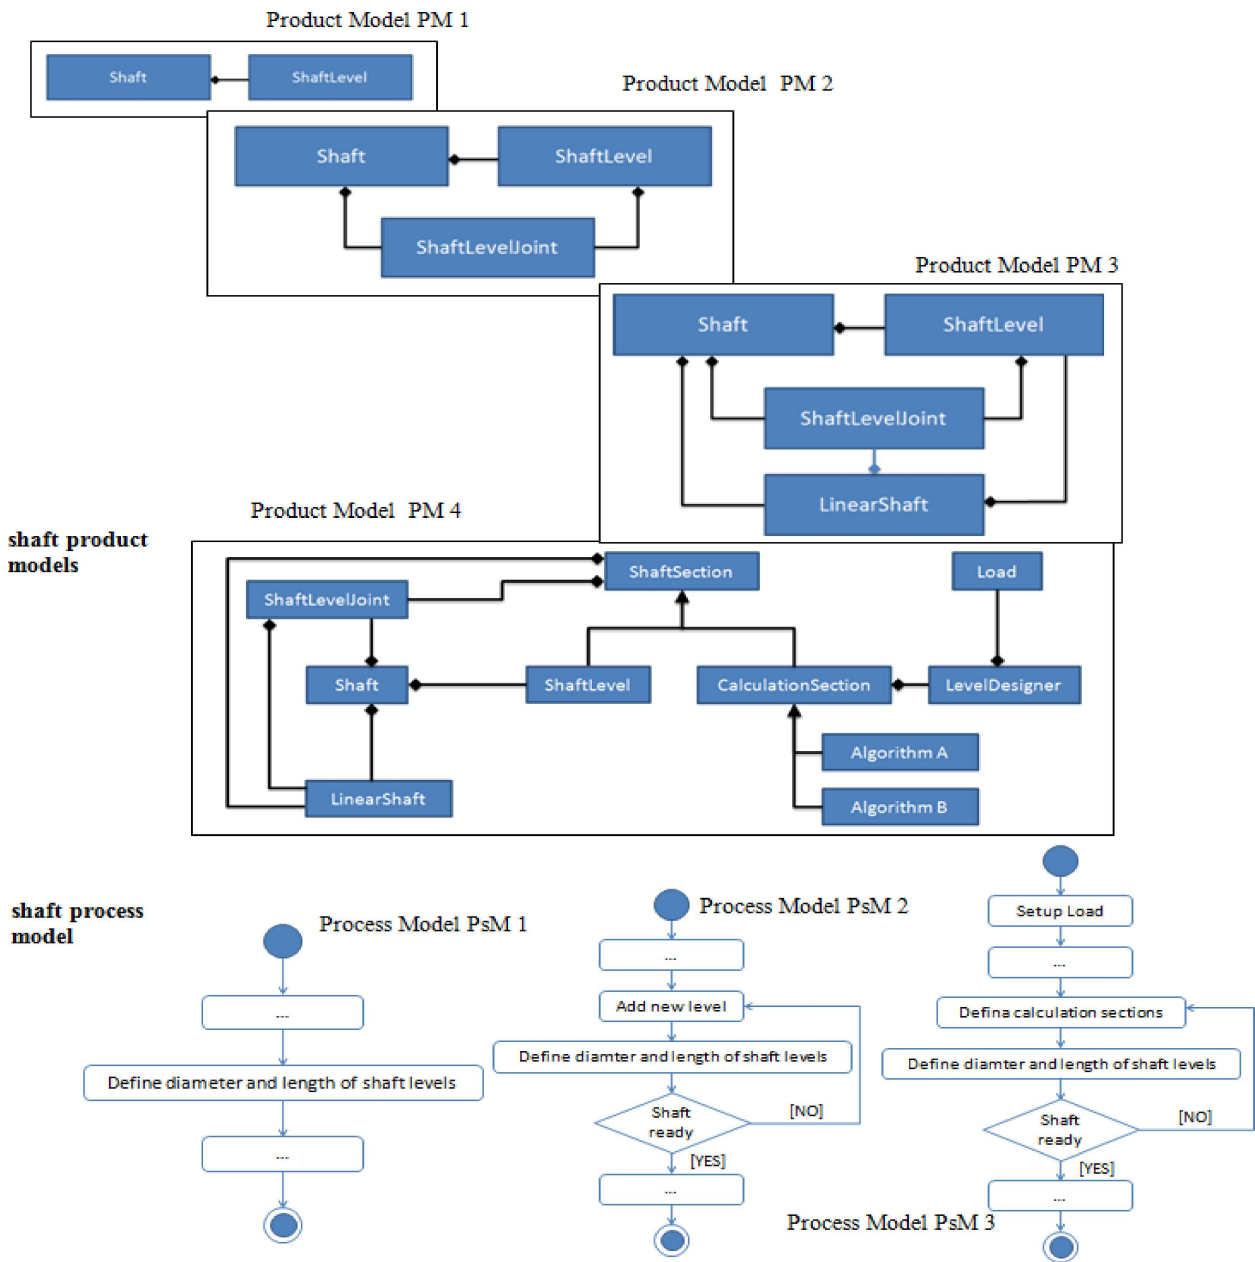 Product Model PM 1
Shaft
ShaftLevel
Product Model  PM 2
Shaft
ShaftLevel
ShaftLevelJoint
Product Model PM 3
Shaft
ShaftLevel
ShaftLevelJoint
LinearShaft
Product Model  PM 4
shaft product
models
ShaftSection
Load
ShaftLevelJoint
Shaft
ShaftLevel
CalculationSection
LevelDesigner
Algorithm A
LinearShaft
Algorithm B
shaft process
model
Process Model PsM 1
...
Define diameter and length of shaft levels
...
Process Model PsM 2
...
Add new level
Define diamter and length of shaft levels
Shaft
ready
[NO]
[YES]
...
Process Model PsM 3
Setup Load
...
Defina calculation sections
Define diamter and length of shaft levels
Shaft
ready
[NO]
[YES]
...